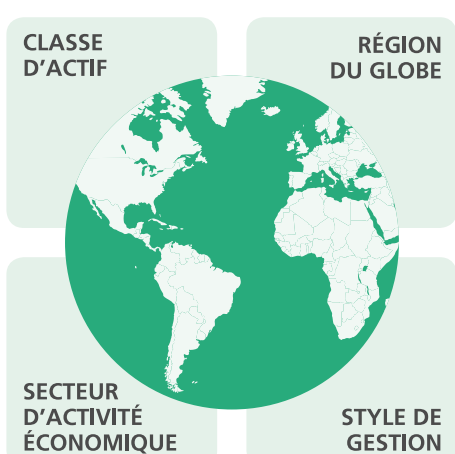 CLASSE
D'ACTIF
RÉGION
DU GLOBE
SECTEUR
D'ACTIVITÉ
ÉCONOMIQUE
STYLE DE
GESTION